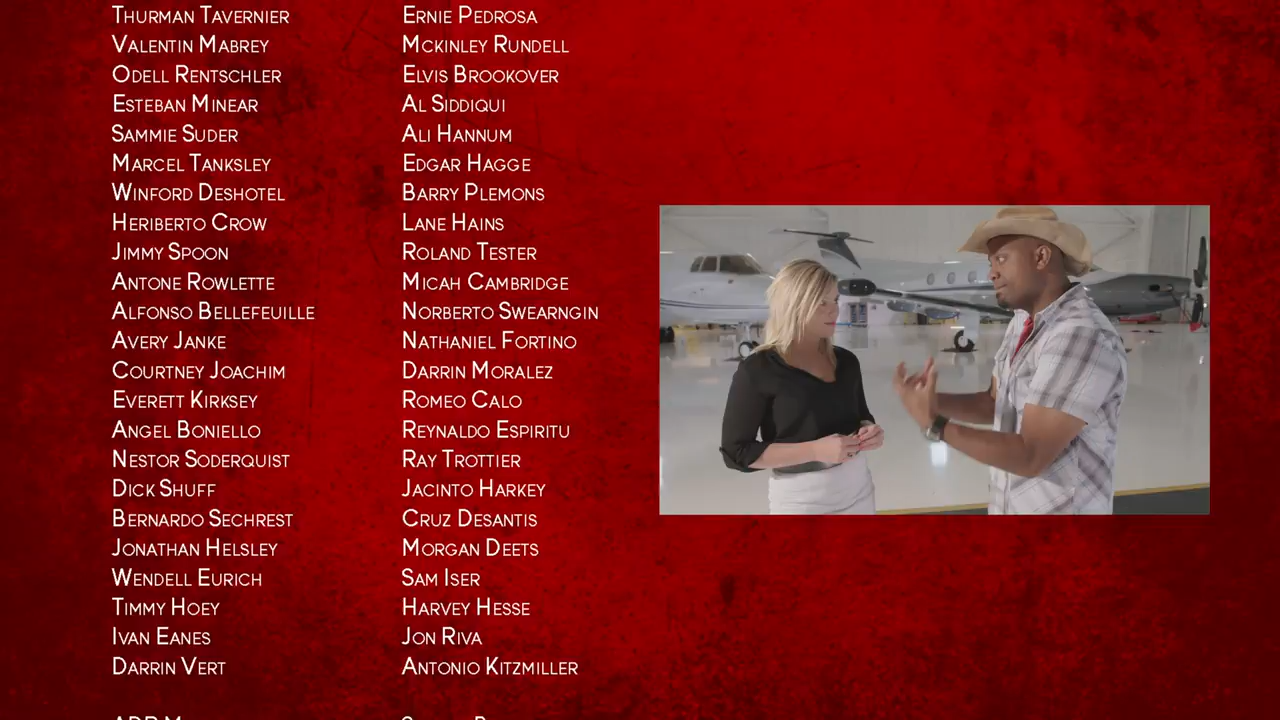 Thurman Tavernier Ernie Pedrosa
Valentin Mabrey Mckinley Rundell
Odell Rentschler Elvis Brookover
Esteban Minear Al Siddiqui
Sammie Suder Ali Hannum
Marcel Tanksley Edgar Hagge
Winford Deshotel Barry Plemons
Heriberto Crow Lane Hains
Jimmy Spoon Roland Tester
Antone Rowlette Micah Cambridge
Alfonso Bellefeuille Norberto Swearngin
Avery Janke Nathaniel Fortino
Courtney Joachim Darrin Moralez
Everett Kirksey Romeo Calo
Angel Boniello Reynaldo Espiritu
Nestor Soderquist Ray Trottier
Dick Shuff Jacinto Harkey
Bernardo Sechrest Cruz Desantis
Jonathan Helsley Morgan Deets
Wendell Eurich Sam Iser
Timmy Hoey Harvey Hesse
Ivan Eanes Jon Riva
Darrin Vert Antonio Kitzmiller